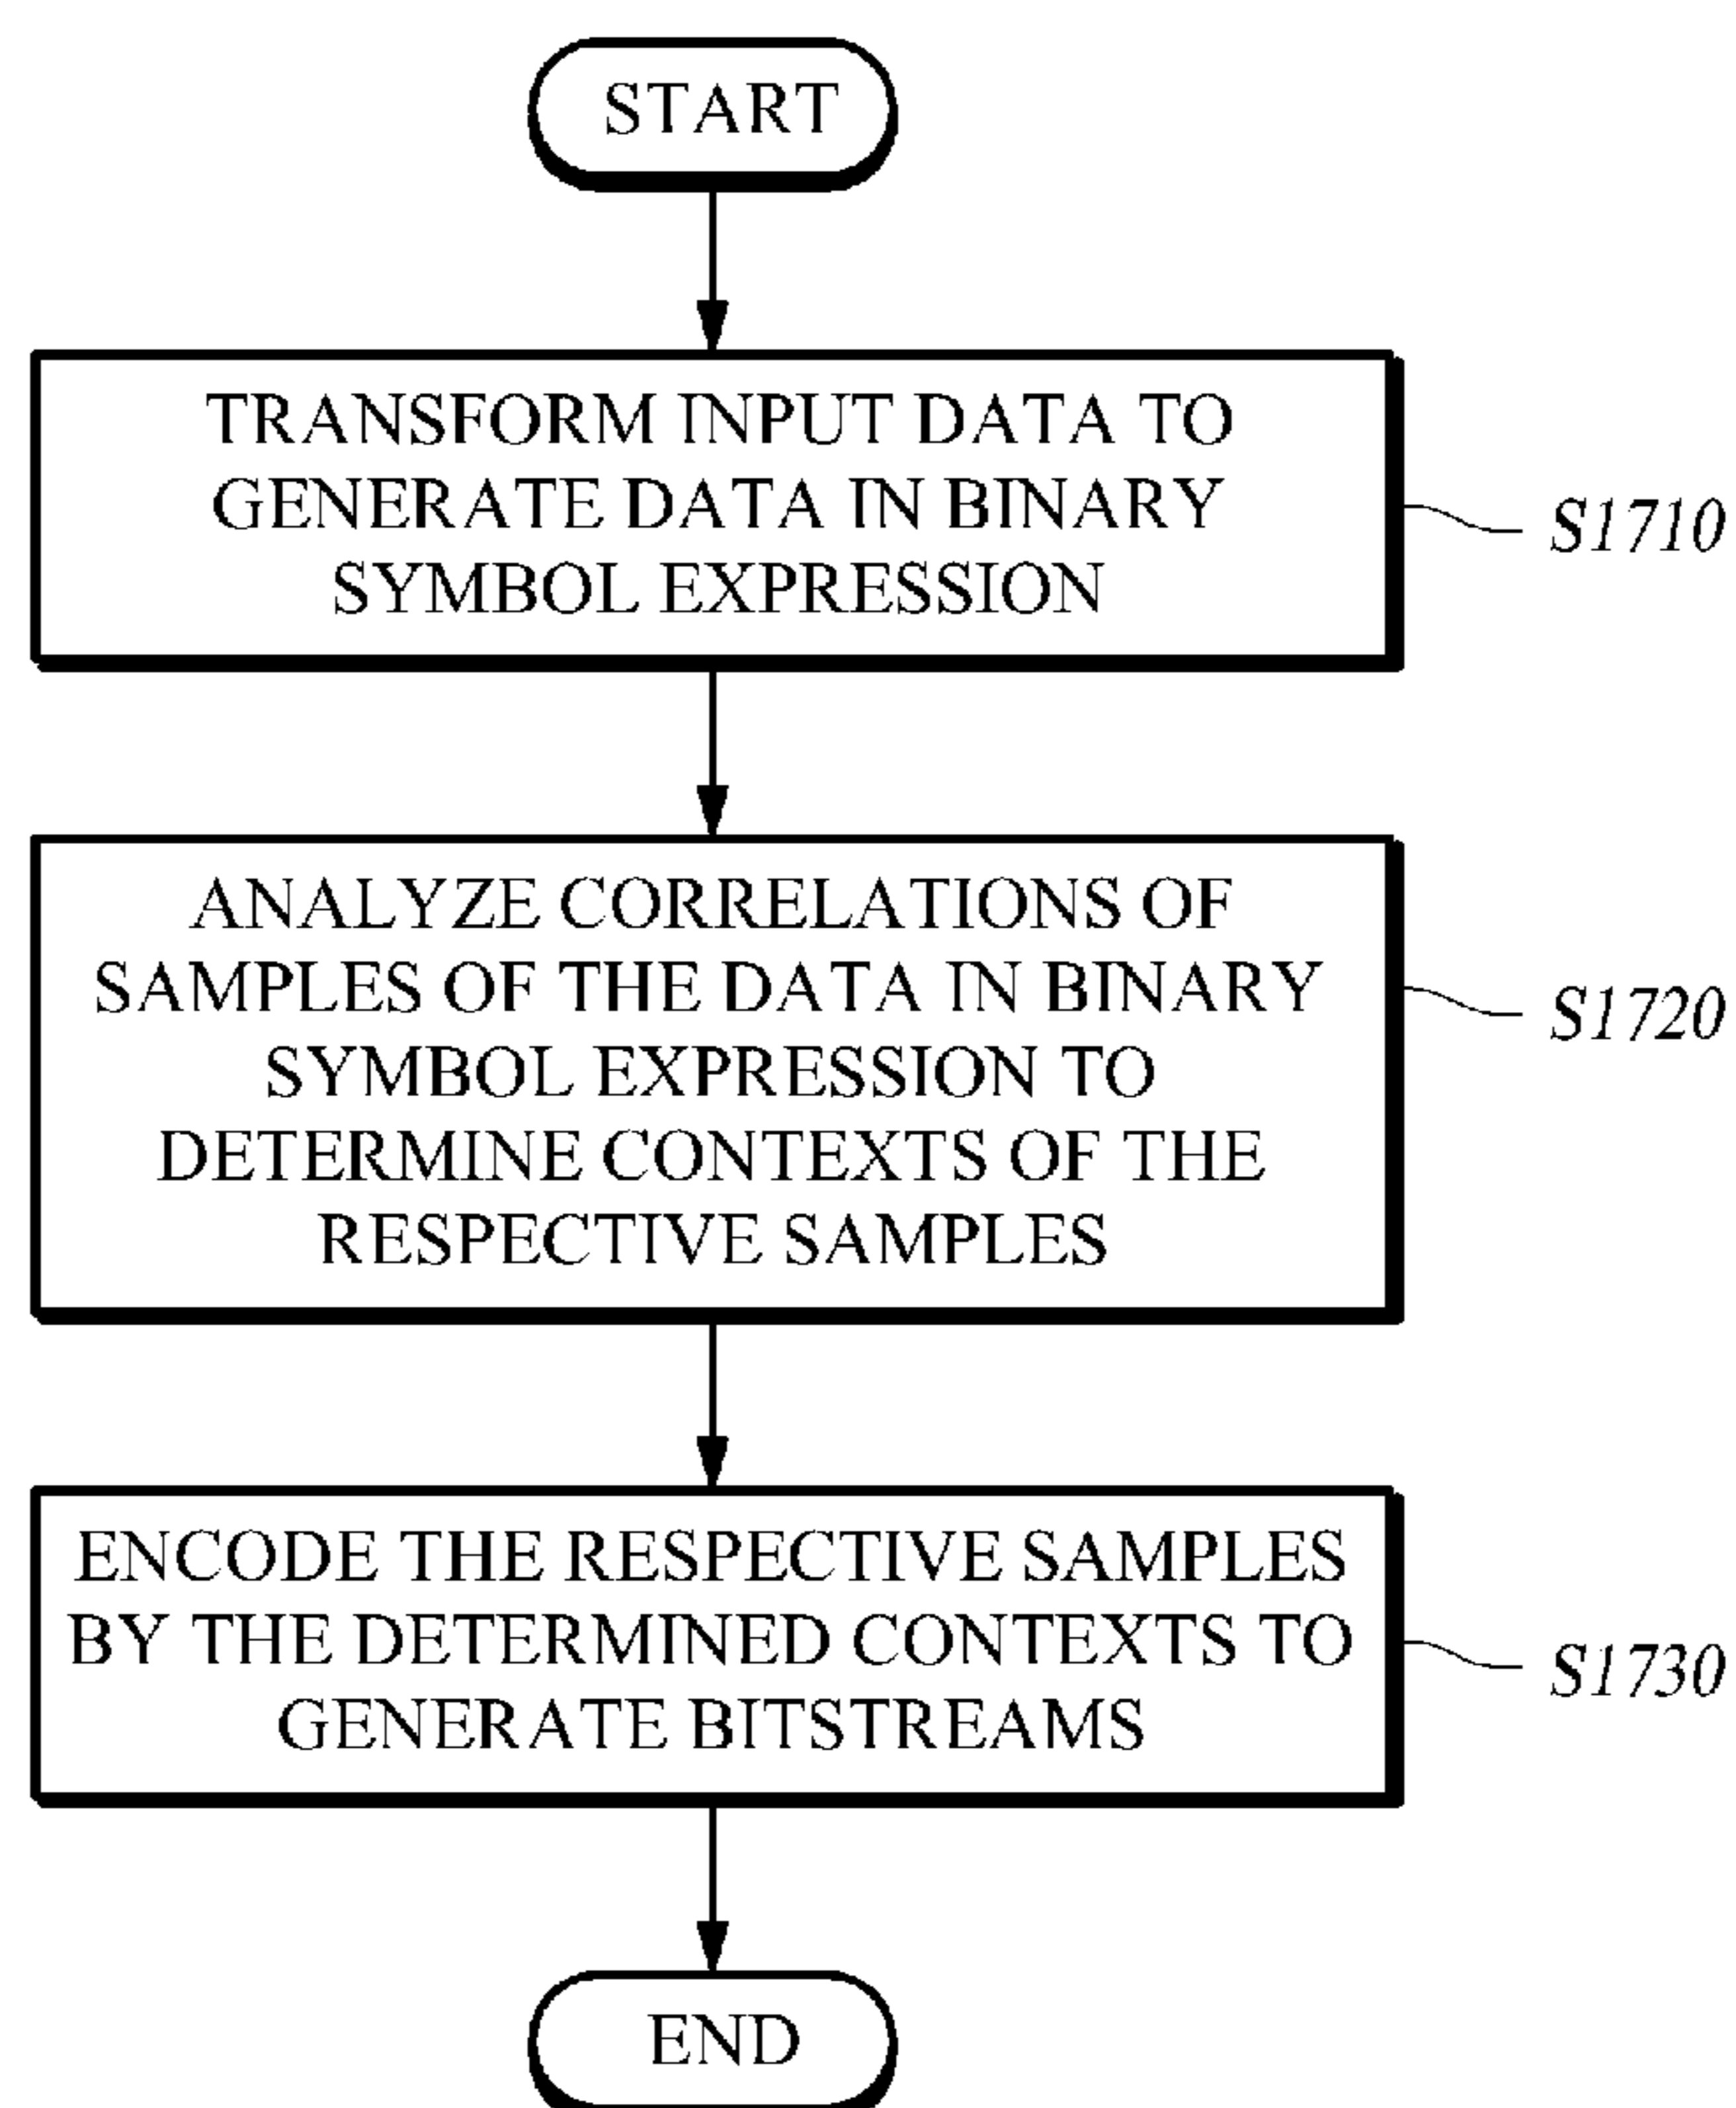 START
TRANSFORM INPUT DATA TO
GENERATE DATA IN BINARY
SYMBOL EXPRESSION
S1710
ANALYZE CORRELATIONS OF
SAMPLES OF THE DATA IN BINARY
SYMBOL EXPRESSION TO
DETERMINE CONTEXTS OF THE
RESPECTIVE SAMPLES
S1720
ENCODE THE RESPECTIVE SAMPLES
BY THE DETERMINED CONTEXTS TO
GENERATE BITSTREAMS
S1730
END